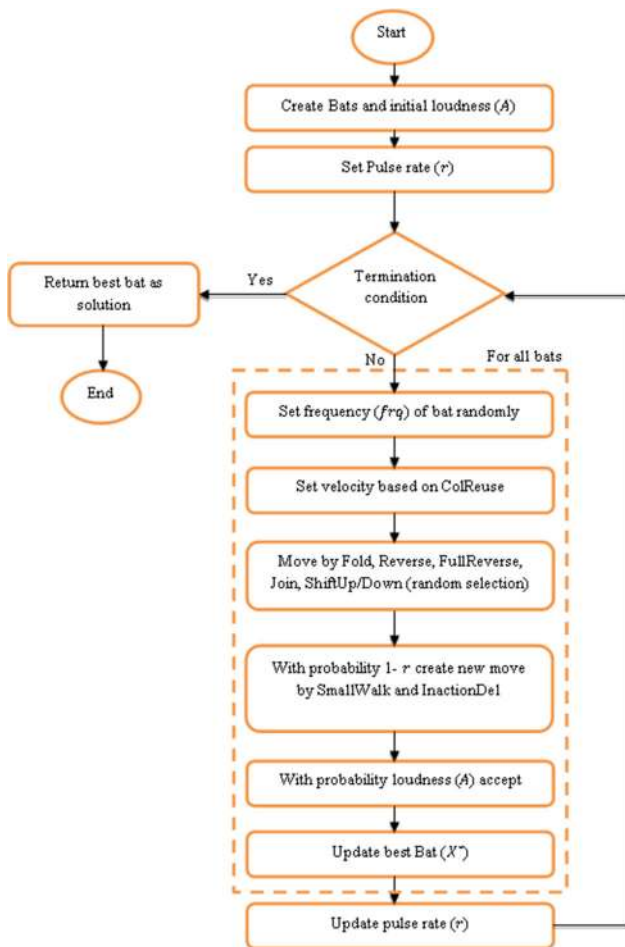 Start
Create Bats and initial loudness (A)
Set Pulse rate (r)
Termination
condition
Yes
Return best bat as
solution
End
No
For all bats
Set frequency (frq) of bat randomly
Set velocity based on ColReuse
Move by Fold, Reverse, FullReverse,
Join, ShiftUp/Down (random selection)
With probability 1- r create new move
by SmallWalk and InactionDel
With probability loudness (A) accept
Update best Bat (X*)
Update pulse rate (r)